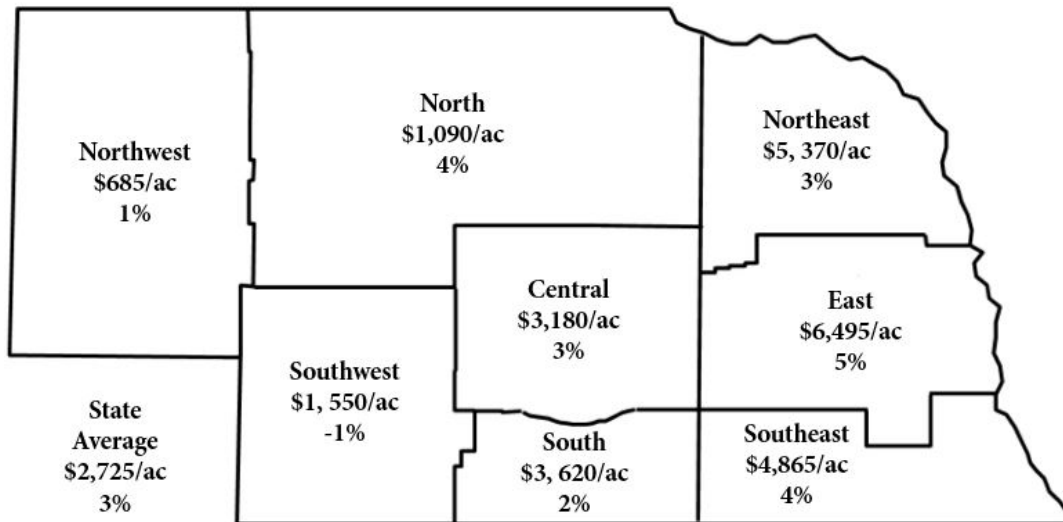 North
$1,090/ac
4%
Northwest
$685/ac
1%
Northeast
$5, 370/ac
3%
Central
$3,180/ac
3%
East
$6,495/ac
5%
Southwest
$1, 550/ac
-1%
State
Average
$2,725/ac
3%
South
$3, 620/ac
2%
Southeast
$4,865/ac
4%